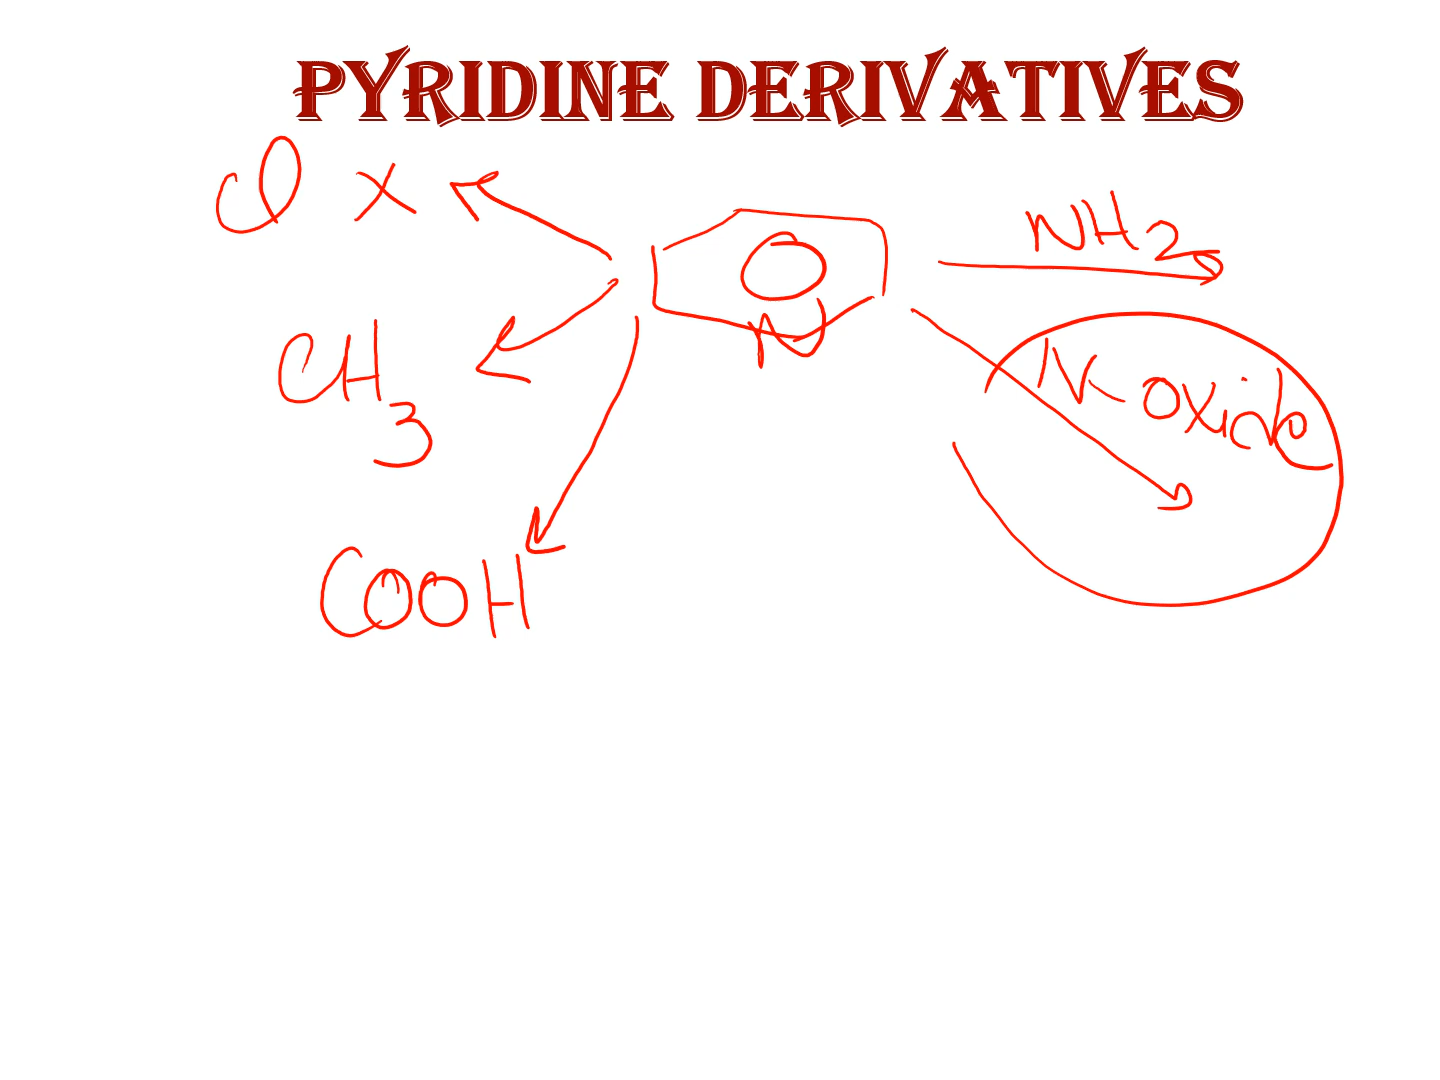 PYRIDINE DERIVATIVES
Cl X
NH2
CH3
N
N-oxide
COOH